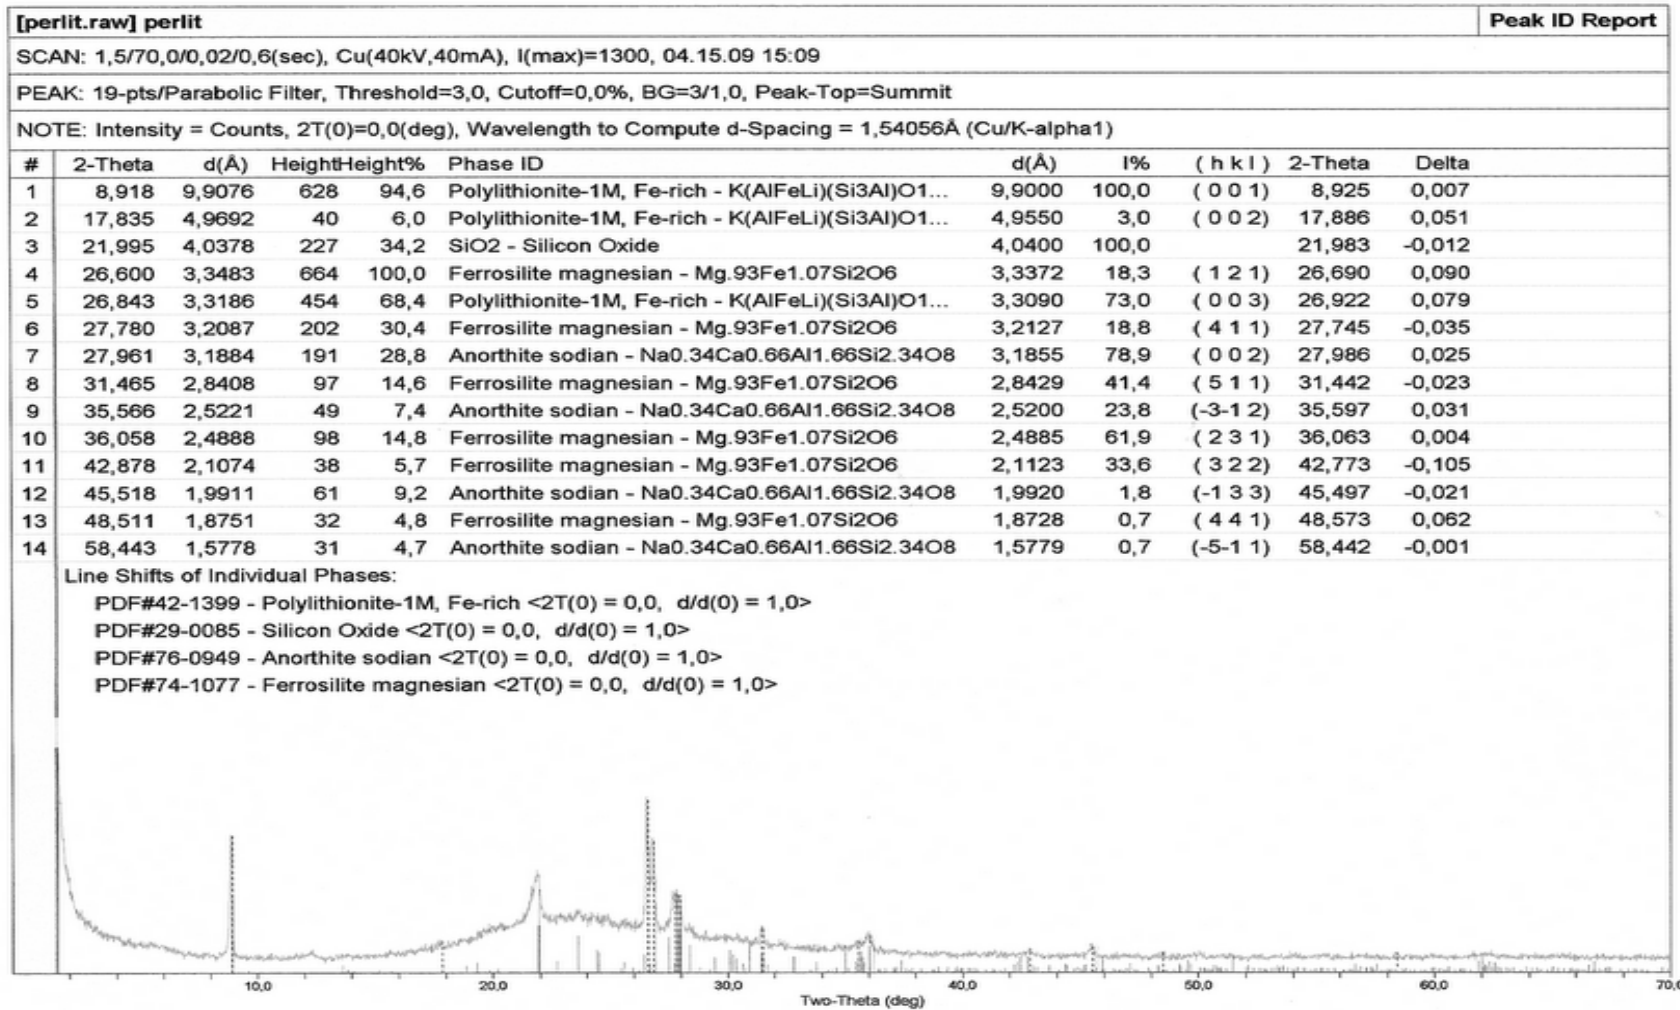 [perlit.raw] perlit Peak ID Report
SCAN: 1,5/70,0/0,02/0,6(sec), Cu(40kV,40mA), I(max)=1300, 04.15.09 15:09
PEAK: 19-pts/Parabolic Filter, Threshold=3,0, Cutoff=0,0%, BG=3/1,0, Peak-Top=Summit
NOTE: Intensity = Counts, 2T(0)=0,0(deg), Wavelength to Compute d-Spacing = 1,54056Å (Cu/K-alpha1)
# 2-Theta d(Å) HeightHeight% Phase ID d(Å) I% ( h k l ) 2-Theta Delta
1 8,918 9,9076 628 94,6 Polylithionite-1M, Fe-rich - K(AlFeLi)(Si3Al)O1... 9,9000 100,0 ( 0 0 1) 8,925 0,007
2 17,835 4,9692 40 6,0 Polylithionite-1M, Fe-rich - K(AlFeLi)(Si3Al)O1... 4,9550 3,0 ( 0 0 2) 17,886 0,051
3 21,995 4,0378 227 34,2 SiO2 - Silicon Oxide 4,0400 100,0 21,983 -0,012
4 26,600 3,3483 664 100,0 Ferrosilite magnesian - Mg.93Fe1.07Si2O6 3,3372 18,3 ( 1 2 1) 26,690 0,090
5 26,843 3,3186 454 68,4 Polylithionite-1M, Fe-rich - K(AlFeLi)(Si3Al)O1... 3,3090 73,0 ( 0 0 3) 26,922 0,079
6 27,780 3,2087 202 30,4 Ferrosilite magnesian - Mg.93Fe1.07Si2O6 3,2127 18,8 ( 4 1 1) 27,745 -0,035
7 27,961 3,1884 191 28,8 Anorthite sodian - Na0.34Ca0.66Al1.66Si2.34O8 3,1855 78,9 ( 0 0 2) 27,986 0,025
8 31,465 2,8408 97 14,6 Ferrosilite magnesian - Mg.93Fe1.07Si2O6 2,8429 41,4 ( 5 1 1) 31,442 -0,023
9 35,566 2,5221 49 7,4 Anorthite sodian - Na0.34Ca0.66Al1.66Si2.34O8 2,5200 23,8 (-3-1 2) 35,597 0,031
10 36,058 2,4888 98 14,8 Ferrosilite magnesian - Mg.93Fe1.07Si2O6 2,4885 61,9 ( 2 3 1) 36,063 0,004
11 42,878 2,1074 38 5,7 Ferrosilite magnesian - Mg.93Fe1.07Si2O6 2,1123 33,6 ( 3 2 2) 42,773 -0,105
12 45,518 1,9911 61 9,2 Anorthite sodian - Na0.34Ca0.66Al1.66Si2.34O8 1,9920 1,8 (-1 3 3) 45,497 -0,021
13 48,511 1,8751 32 4,8 Ferrosilite magnesian - Mg.93Fe1.07Si2O6 1,8728 0,7 ( 4 4 1) 48,573 0,062
14 58,443 1,5778 31 4,7 Anorthite sodian - Na0.34Ca0.66Al1.66Si2.34O8 1,5779 0,7 (-5-1 1) 58,442 -0,001
Line Shifts of Individual Phases:
PDF#42-1399 - Polylithionite-1M, Fe-rich <2T(0) = 0,0, d/d(0) = 1,0>
PDF#29-0085 - Silicon Oxide <2T(0) = 0,0, d/d(0) = 1,0>
PDF#76-0949 - Anorthite sodian <2T(0) = 0,0, d/d(0) = 1,0>
PDF#74-1077 - Ferrosilite magnesian <2T(0) = 0,0, d/d(0) = 1,0>
10,0 20,0 30,0 40,0 50,0 60,0 70,0
Two-Theta (deg)